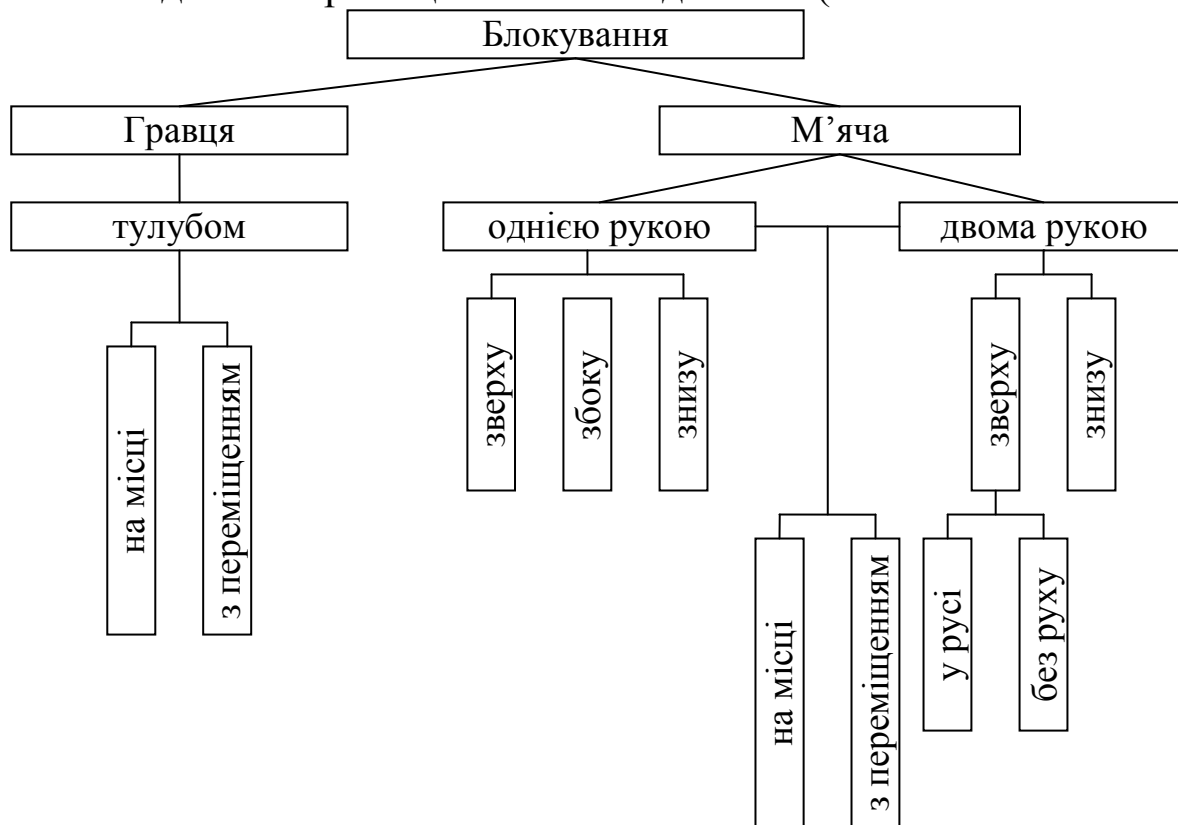 Блокування
Гравця
М’яча
тулубом
однією рукою
двома рукою
зверху
збоку
знизу
зверху
знизу
на місці
з переміщенням
на місці
з переміщенням
у русі
без руху